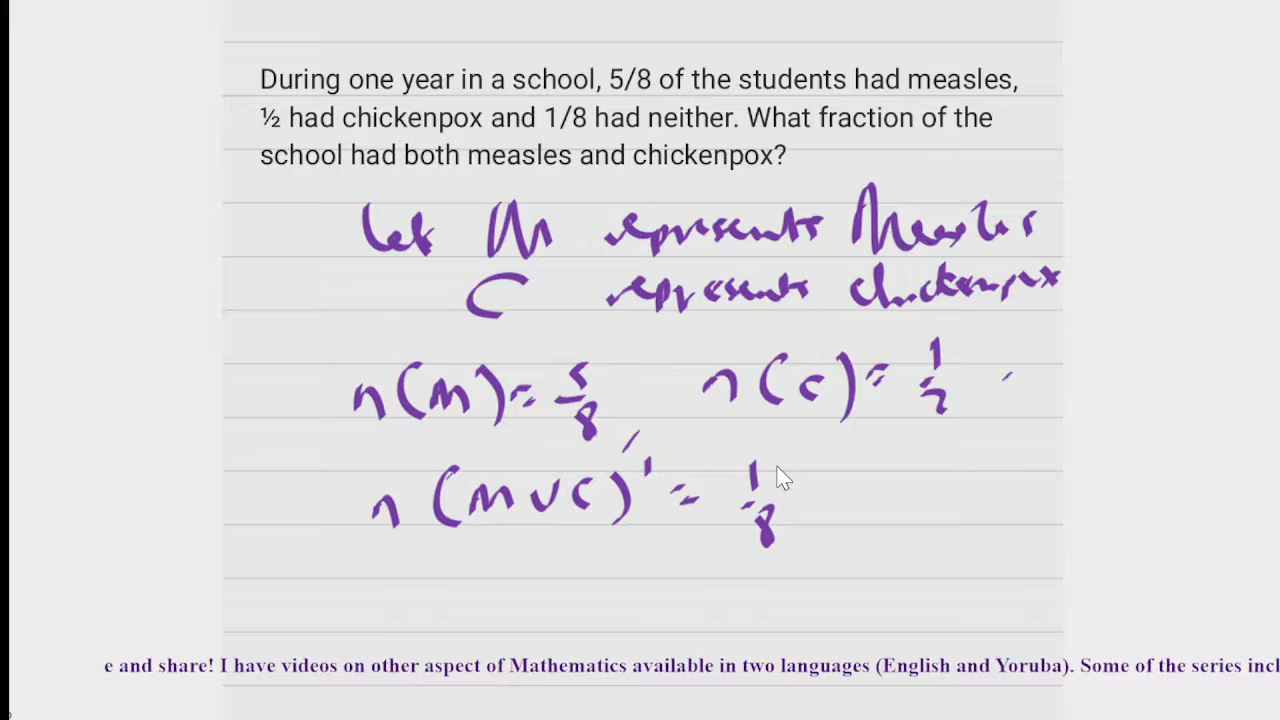 During one year in a school, 5/8 of the students had measles,
½ had chickenpox and 1/8 had neither. What fraction of the
school had both measles and chickenpox?
Let M represents Measles
C represents chickenpox
n(M) = 5/8 n(C) = 1/2
n(M∪C)' = 1/8
e and share! I have videos on other aspect of Mathematics available in two languages (English and Yoruba). Some of the series incl